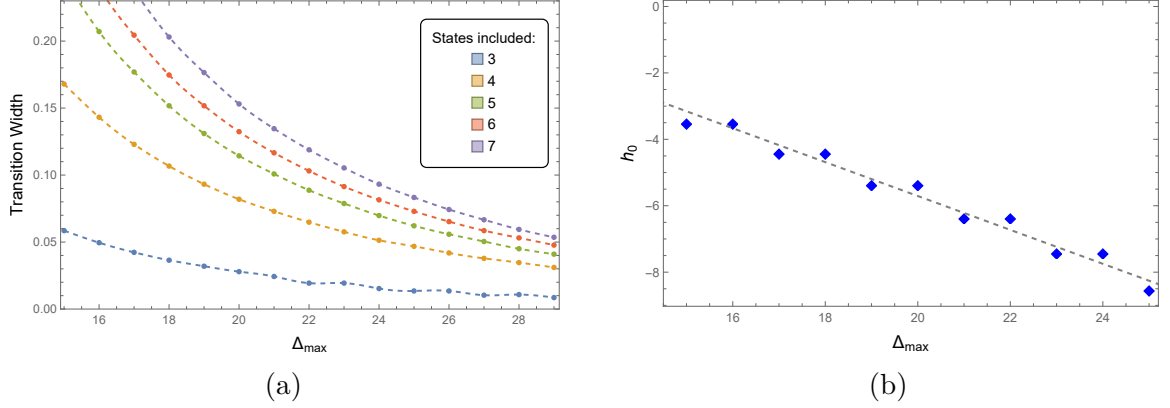 States included:
3
4
5
6
7
Transition Width
0.20
0.15
0.10
0.05
0.00
16 18 20 22 24 26 28
Δmax
(a)
h0
0
-2
-4
-6
-8
16 18 20 22 24
Δmax
(b)